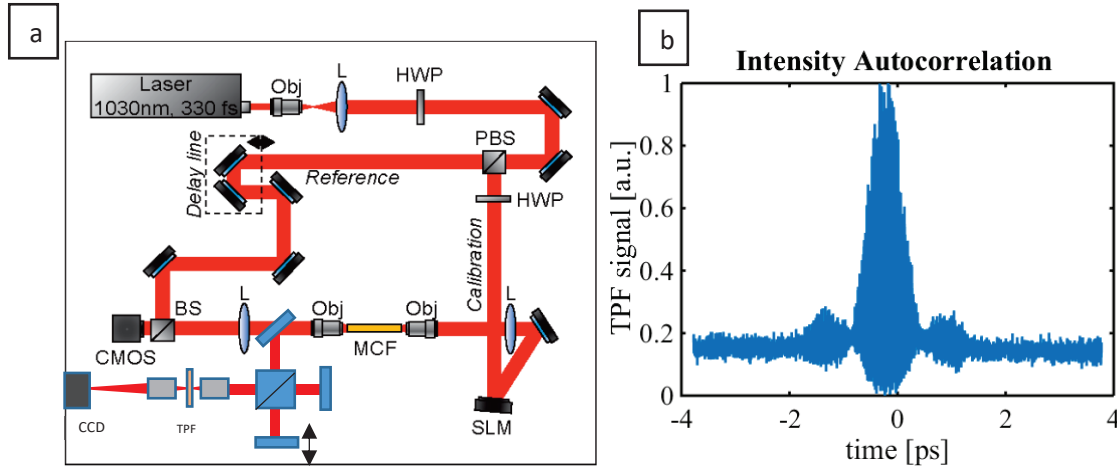 a
Laser
1030nm, 330 fs
Obj
L
HWP
PBS
Delay line
Reference
HWP
Calibration
BS
L
Obj
Obj
L
MCF
CMOS
SLM
CCD
TPF
b
Intensity Autocorrelation
TPF signal [a.u.]
1
0.8
0.6
0.4
0.2
0
-4
-2
0
2
4
time [ps]